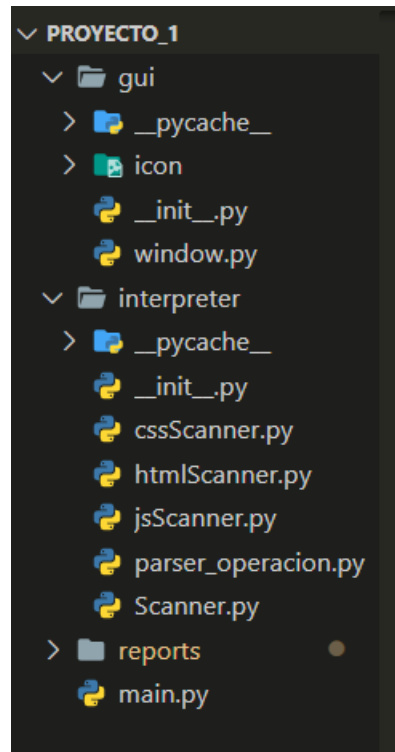 PROYECTO_1
gui
__pycache__
icon
__init__.py
window.py
interpreter
__pycache__
__init__.py
cssScanner.py
htmlScanner.py
jsScanner.py
parser_operacion.py
Scanner.py
reports
main.py